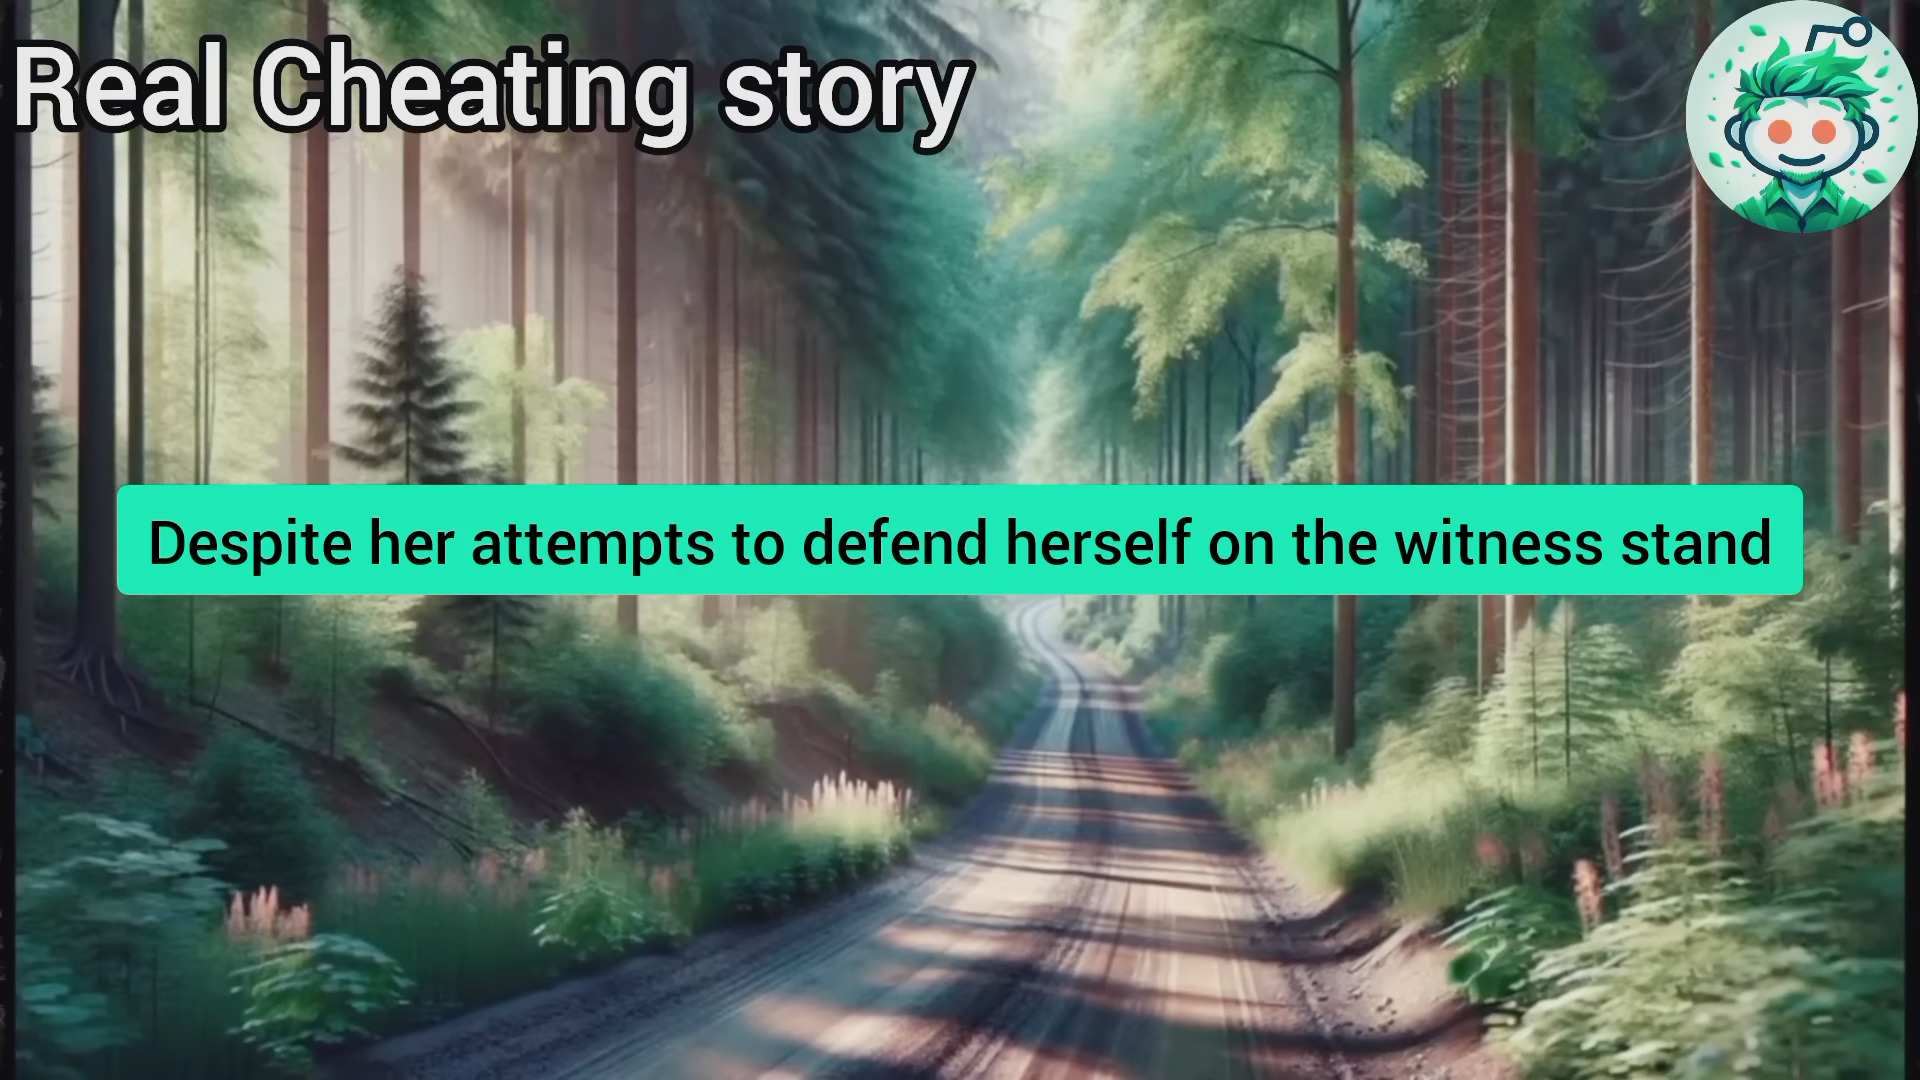 Real Cheating story
Despite her attempts to defend herself on the witness stand